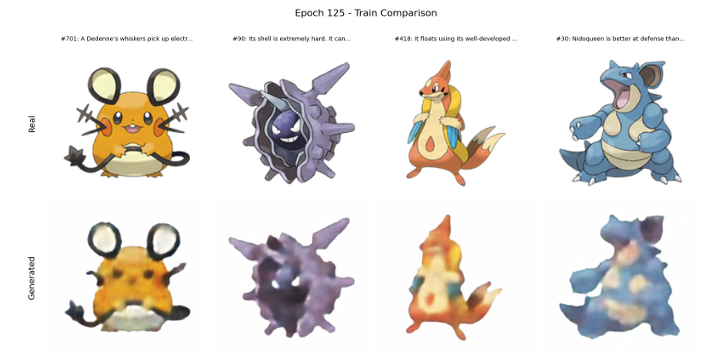 Epoch 125 - Train Comparison
#701: A Dedenne's whiskers pick up electr...
#90: Its shell is extremely hard. It can...
#418: It floats using its well-developed ...
#30: Nidoqueen is better at defense than...
Real
Generated